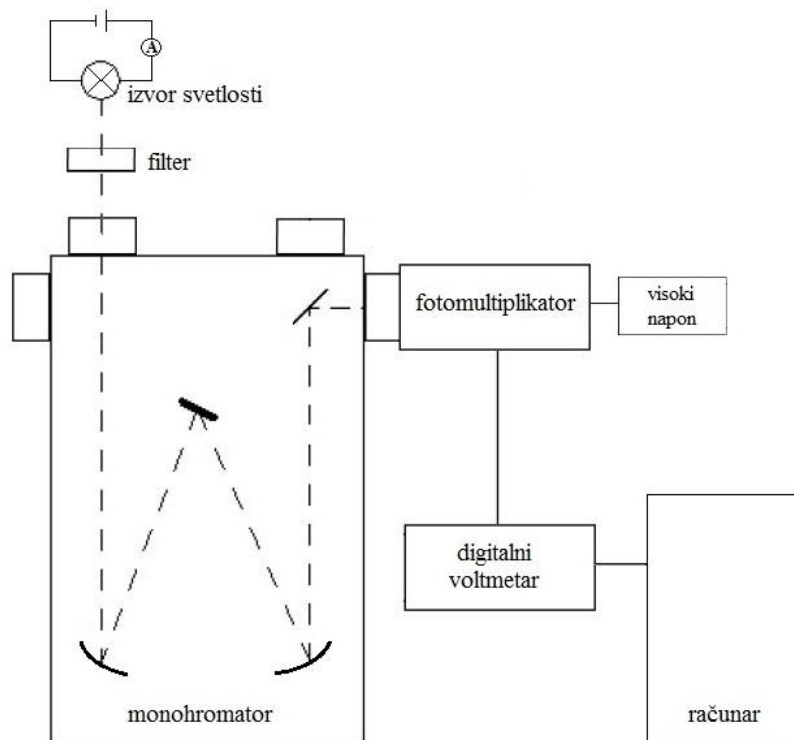 A
izvor svetlosti
filter
fotomultiplikator
visoki
napon
digitalni
voltmetar
monohromator
računar